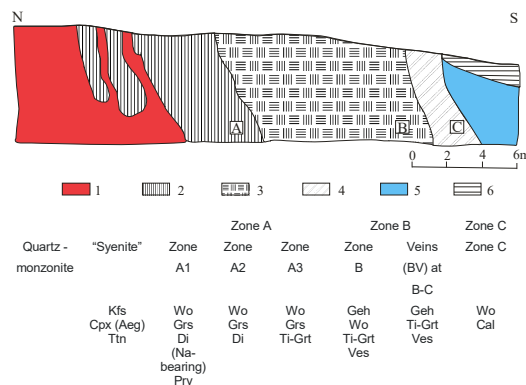 N S
A B C
0 2 4 6m
1 2 3 4 5 6
Zone A Zone B Zone C
Quartz - "Syenite" Zone Zone Zone Zone Veins Zone C
monzonite A1 A2 A3 B (BV) at
B-C
Kfs Wo Wo Wo Geh Geh Wo
Cpx (Aeg) Grs Grs Grs Wo Ti-Grt Cal
Ttn Di Di Ti-Grt Ti-Grt Ves
(Na- Ves
bearing)
Prv